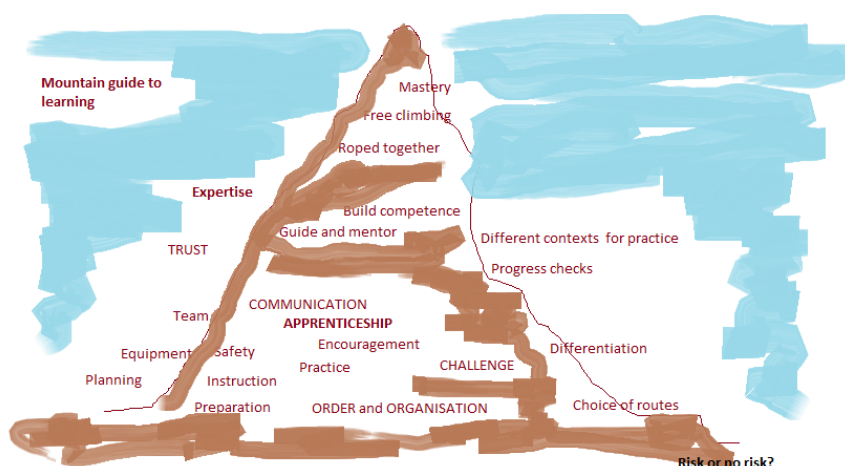 Mountain guide to
learning
Mastery
Free climbing
Roped together
Expertise
Build competence
Guide and mentor
Different contexts for practice
TRUST
Progress checks
COMMUNICATION
Team
APPRENTICESHIP
Encouragement
Differentiation
Equipment
Safety
Practice
CHALLENGE
Planning
Instruction
Preparation
ORDER and ORGANISATION
Choice of routes
Risk or no risk?